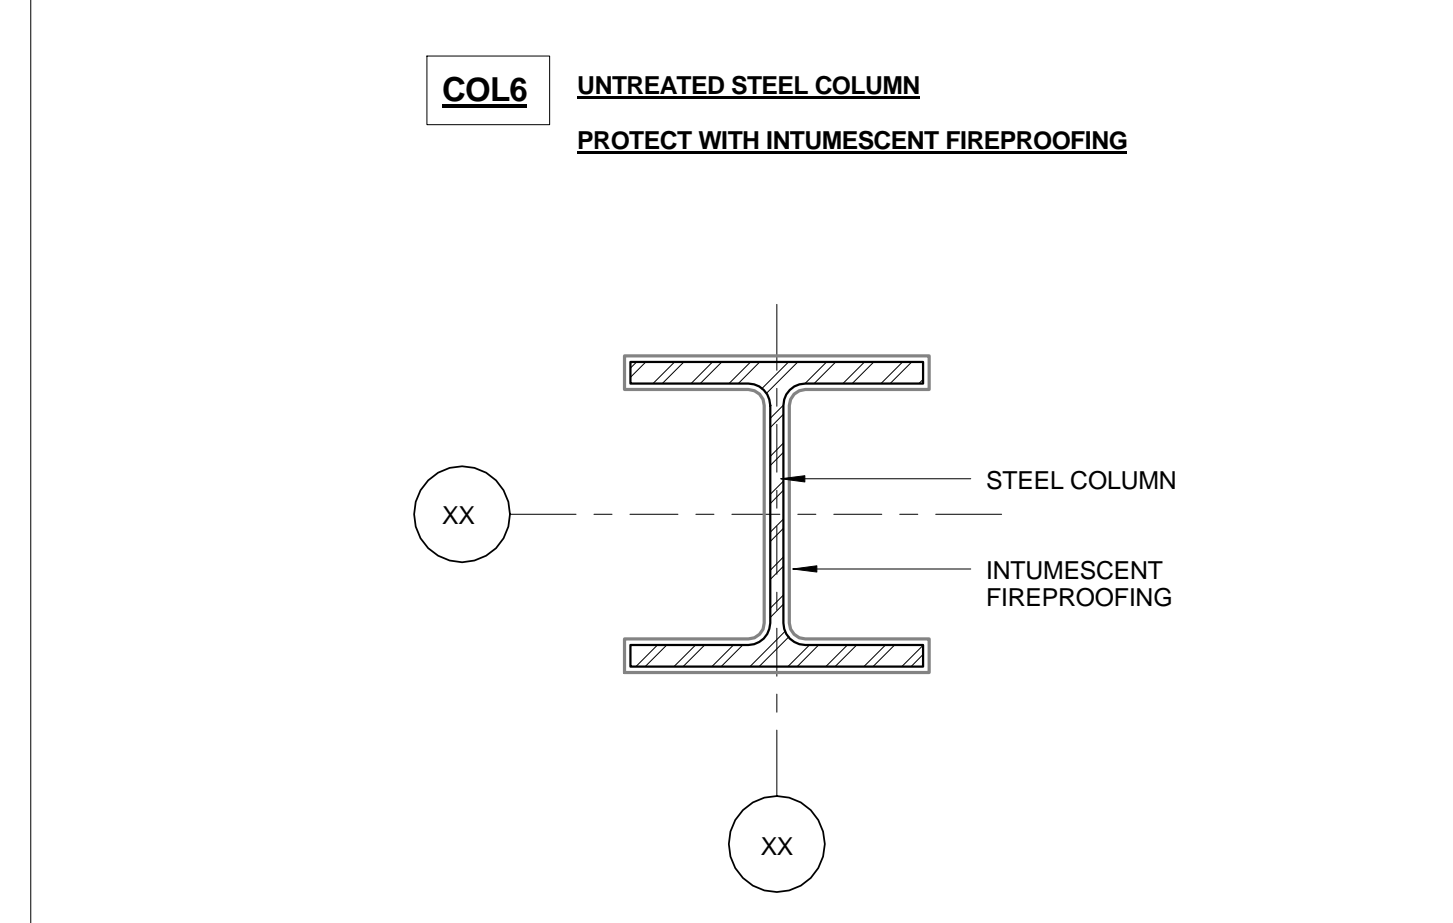 COL6
UNTREATED STEEL COLUMN
PROTECT WITH INTUMESCENT FIREPROOFING
STEEL COLUMN
XX
INTUMESCENT
FIREPROOFING
XX